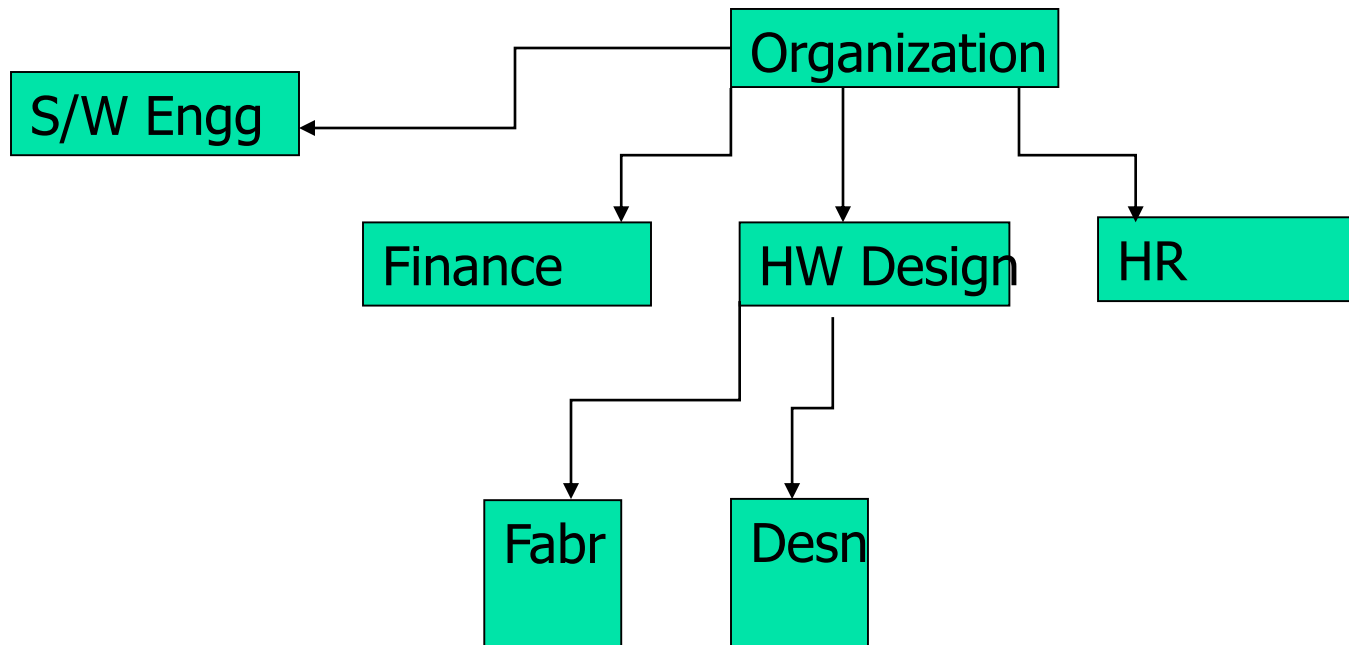 Organization
S/W Engg
Finance
HW Design
HR
Fabr
Desn